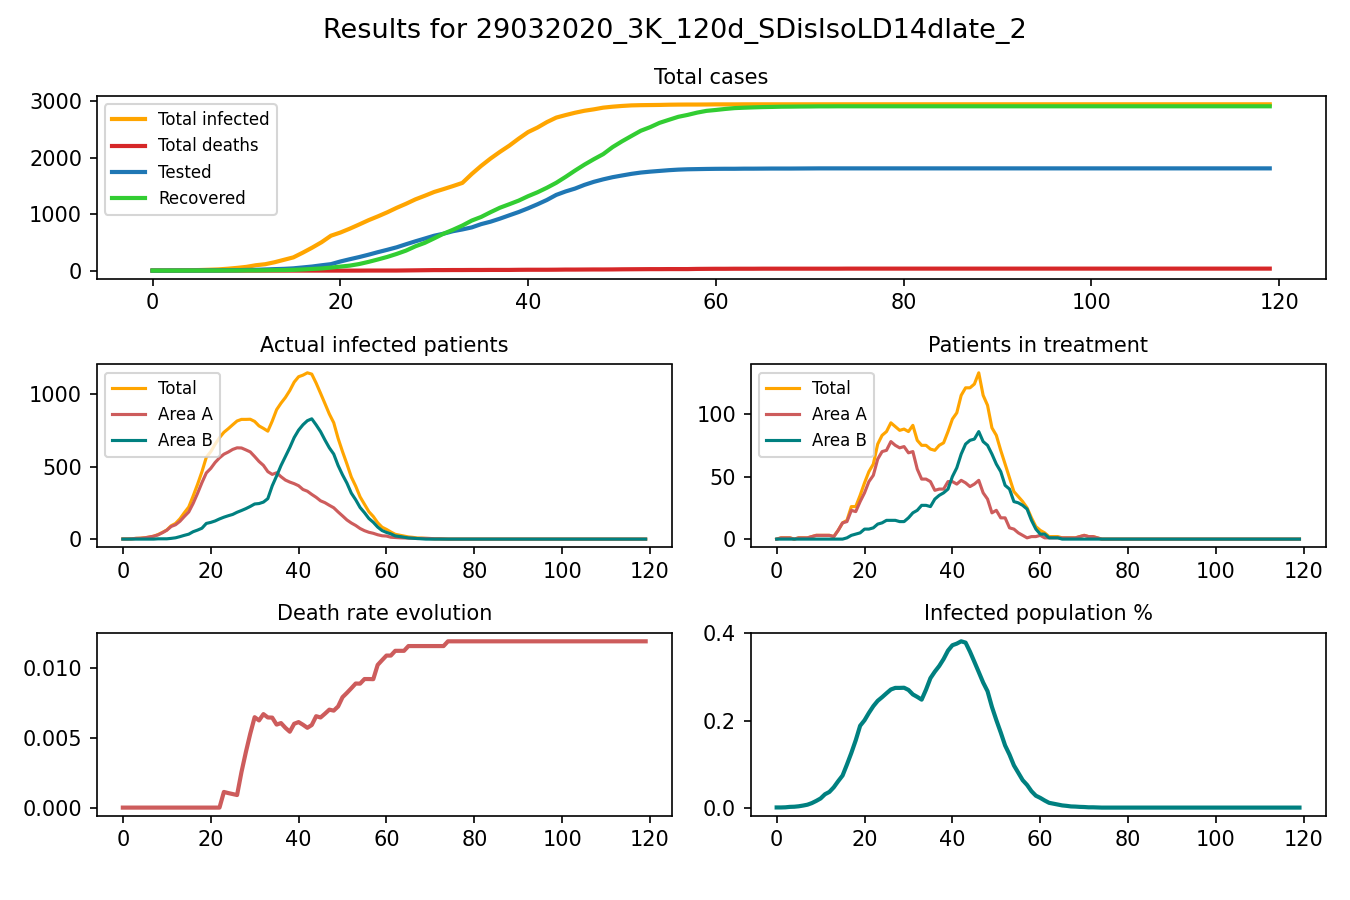 Results for 29032020_3K_120d_SDisIsoLD14dlate_2
Total cases
3000
2000
1000
0
Total infected
Total deaths
Tested
Recovered
0 20 40 60 80 100 120
Actual infected patients
1000
500
0
Total
Area A
Area B
0 20 40 60 80 100 120
Patients in treatment
100
50
0
Total
Area A
Area B
0 20 40 60 80 100 120
Death rate evolution
0.010
0.005
0.000
0 20 40 60 80 100 120
Infected population %
0.4
0.2
0.0
0 20 40 60 80 100 120